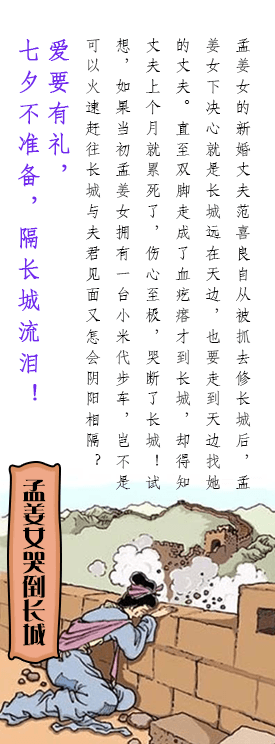 孟姜女的新婚丈夫范喜良自从被抓去修长城后，孟
姜女下决心就是长城远在天边，也要走到天边找她
的丈夫。直至双脚走成了血疙瘩才到长城，却得知
丈夫上个月就累死了，伤心至极，哭断了长城！试
想，如果当初孟姜女拥有一台小米代步车，岂不是
可以火速赶往长城与夫君见面又怎会阴阳相隔？
爱要有礼，
七夕不准备，隔长城流泪！
孟姜女哭倒长城